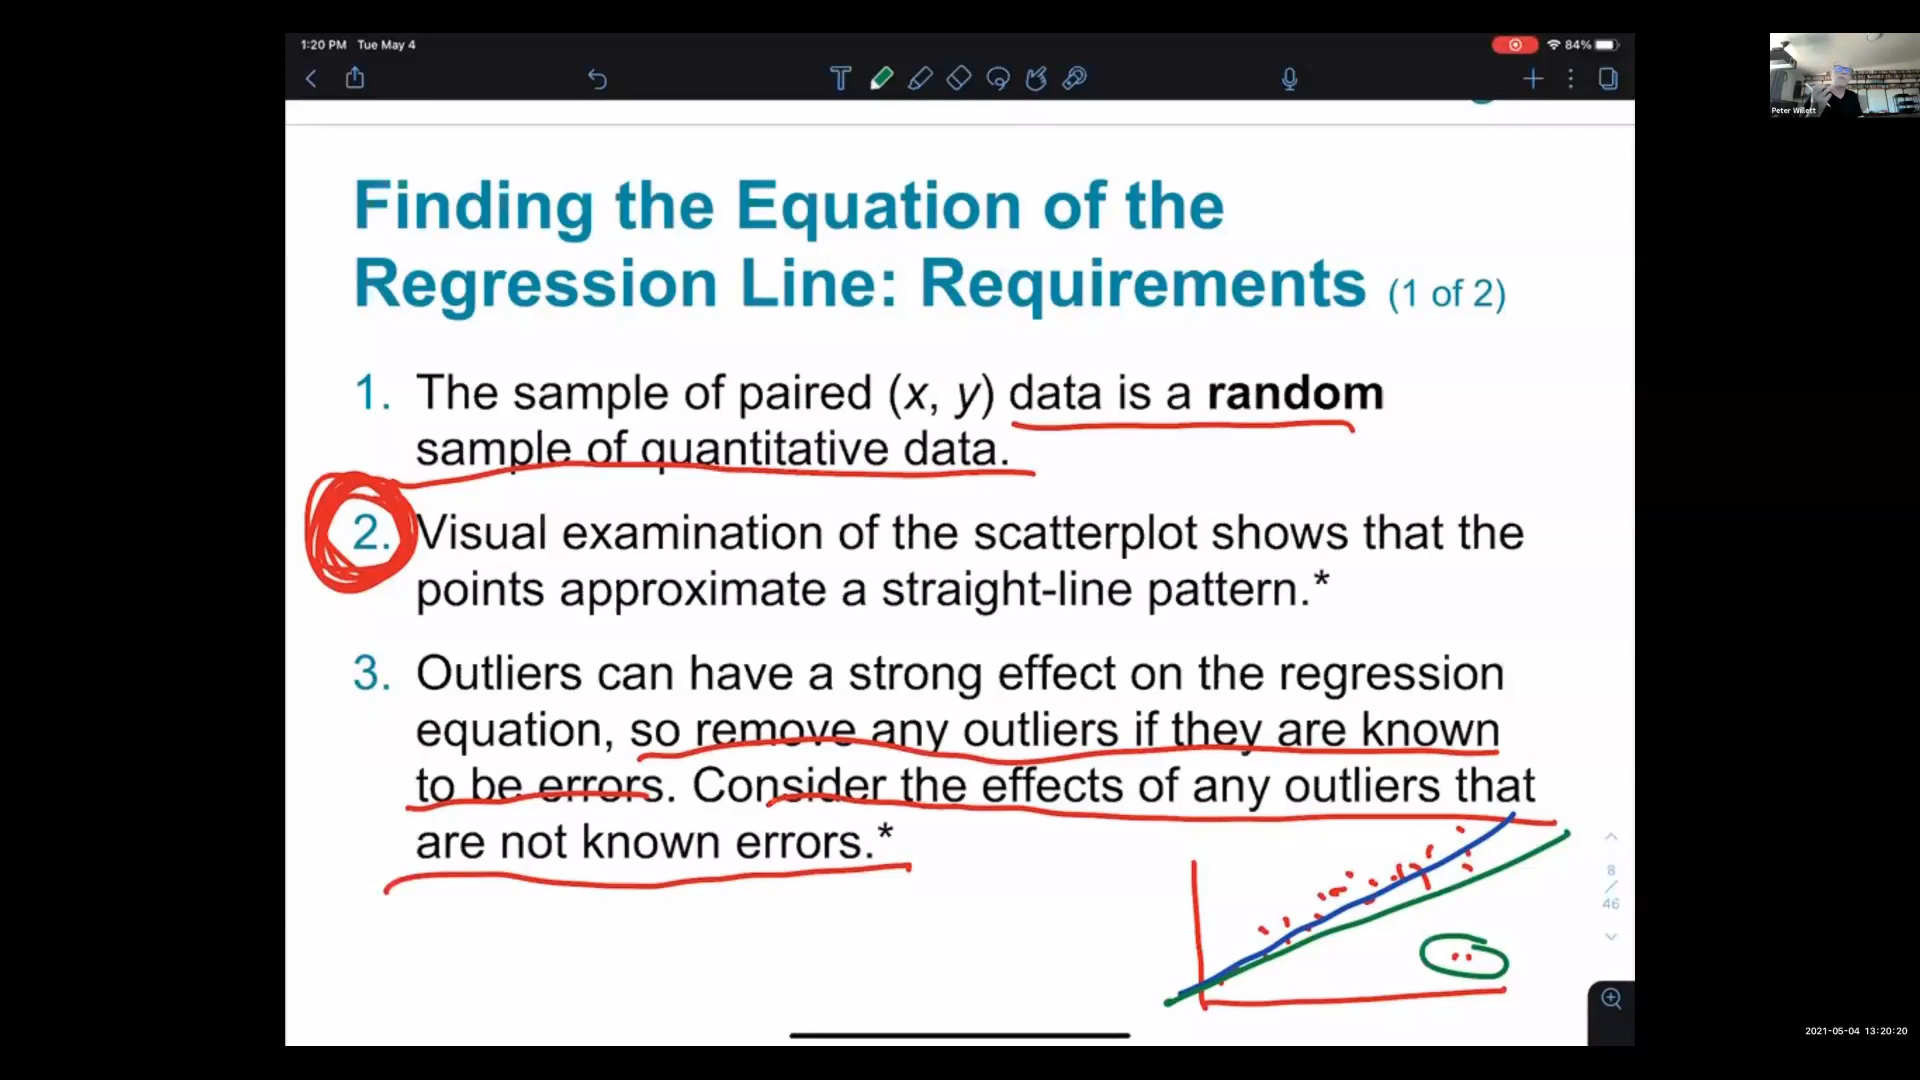 1:20 PM Tue May 4
84%
Peter Willett
Finding the Equation of the
Regression Line: Requirements (1 of 2)
1. The sample of paired (x, y) data is a random
sample of quantitative data.
2. Visual examination of the scatterplot shows that the
points approximate a straight-line pattern.*
3. Outliers can have a strong effect on the regression
equation, so remove any outliers if they are known
to be errors. Consider the effects of any outliers that
are not known errors.*
8
/
46
2021-05-04 13:20:20